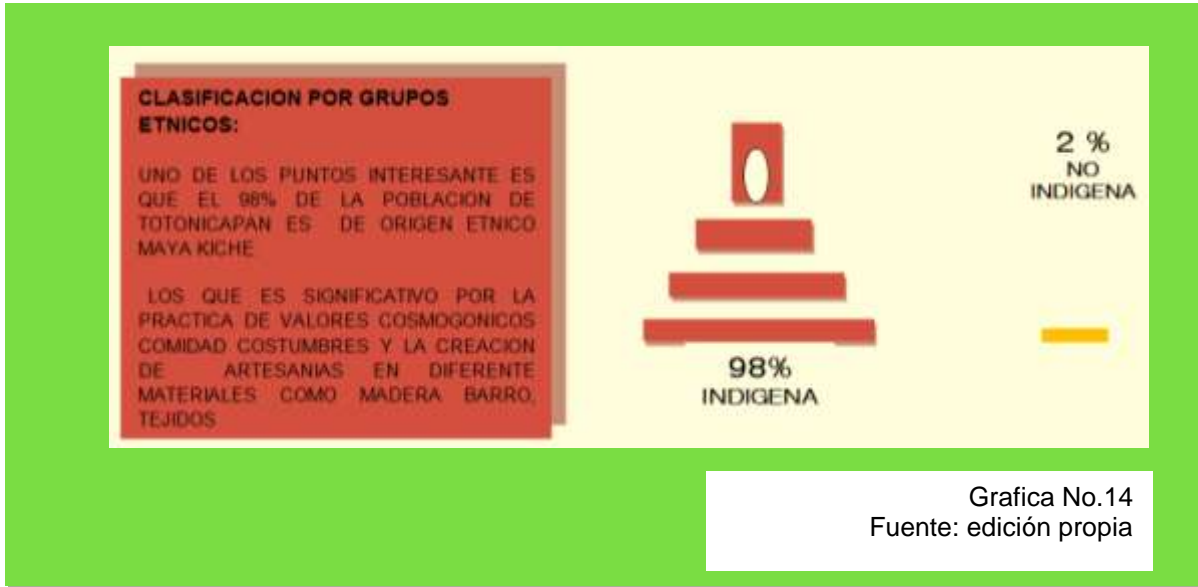 CLASIFICACION POR GRUPOS
ETNICOS:
UNO DE LOS PUNTOS INTERESANTE ES
QUE EL 98% DE LA POBLACION DE
TOTONICAPAN ES DE ORIGEN ETNICO
MAYA KICHE
LOS QUE ES SIGNIFICATIVO POR LA
PRACTICA DE VALORES COSMOGONICOS
COMIDAD COSTUMBRES Y LA CREACION
DE ARTESANIAS EN DIFERENTE
MATERIALES COMO MADERA BARRO,
TEJIDOS
98%
INDIGENA
2 %
NO
INDIGENA
Grafica No.14
Fuente: edición propia